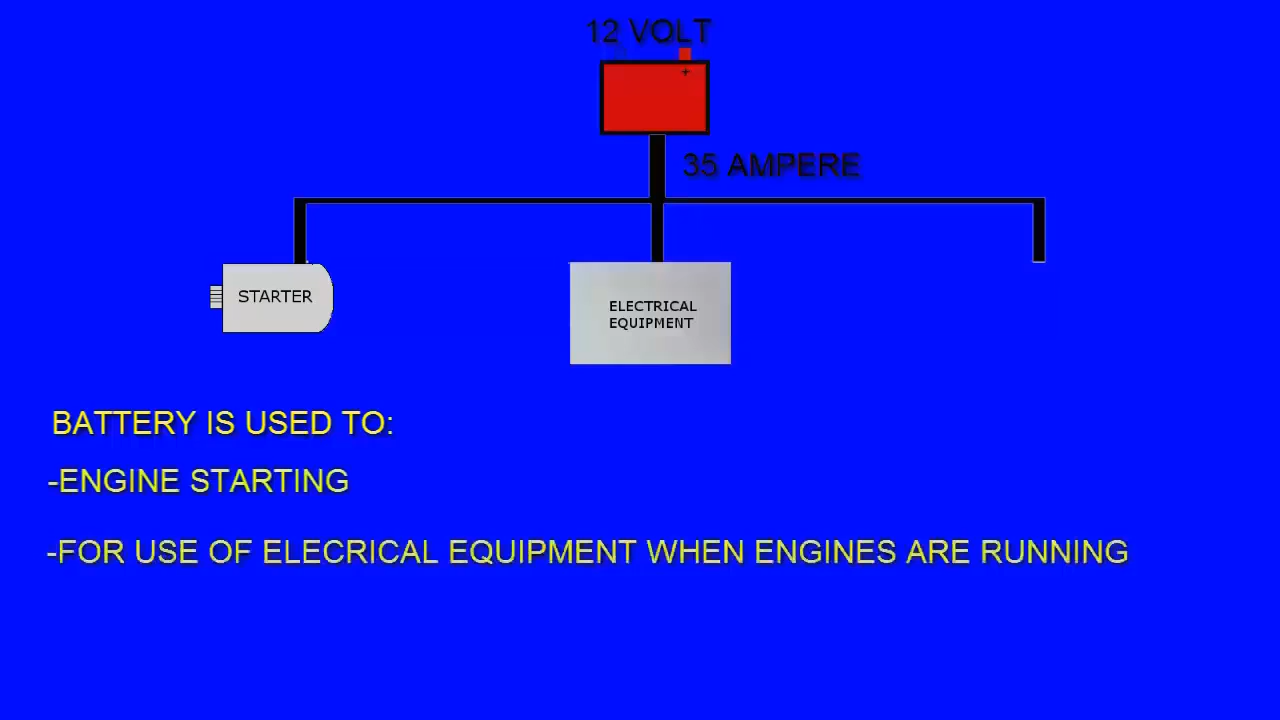 12 VOLT
+
35 AMPERE
STARTER
ELECTRICAL
EQUIPMENT
BATTERY IS USED TO:
-ENGINE STARTING
-FOR USE OF ELECRICAL EQUIPMENT WHEN ENGINES ARE RUNNING